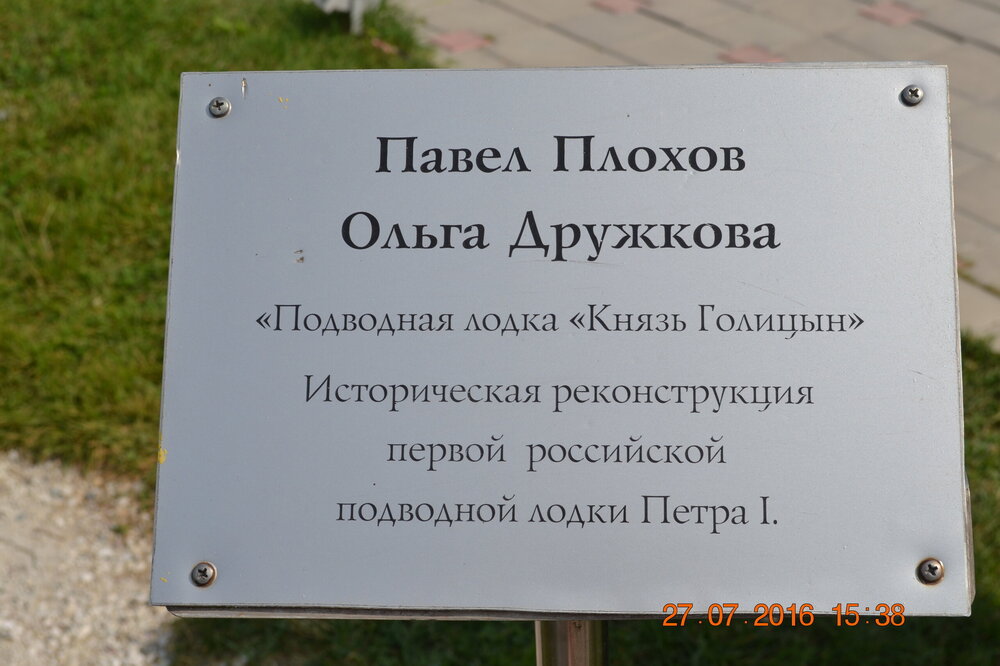 Павел Плохов
Ольга Дружкова
«Подводная лодка «Князь Голицын»
Историческая реконструкция
первой российской
подводной лодки Петра I.
27.07.2016 15:38